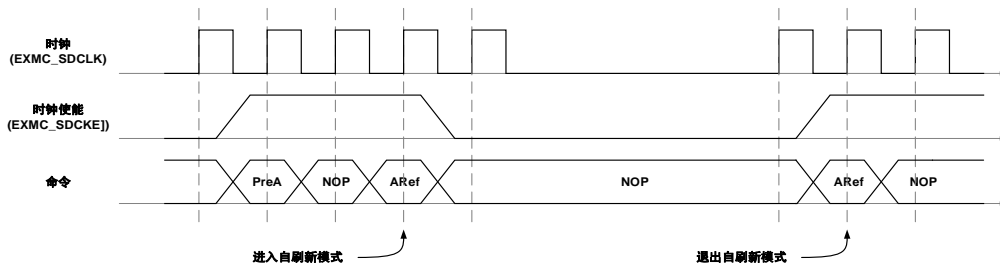 时钟
(EXMC_SDCLK)
时钟使能
(EXMC_SDCKE])
命令
PreA NOP ARef NOP ARef NOP
进入自刷新模式 退出自刷新模式